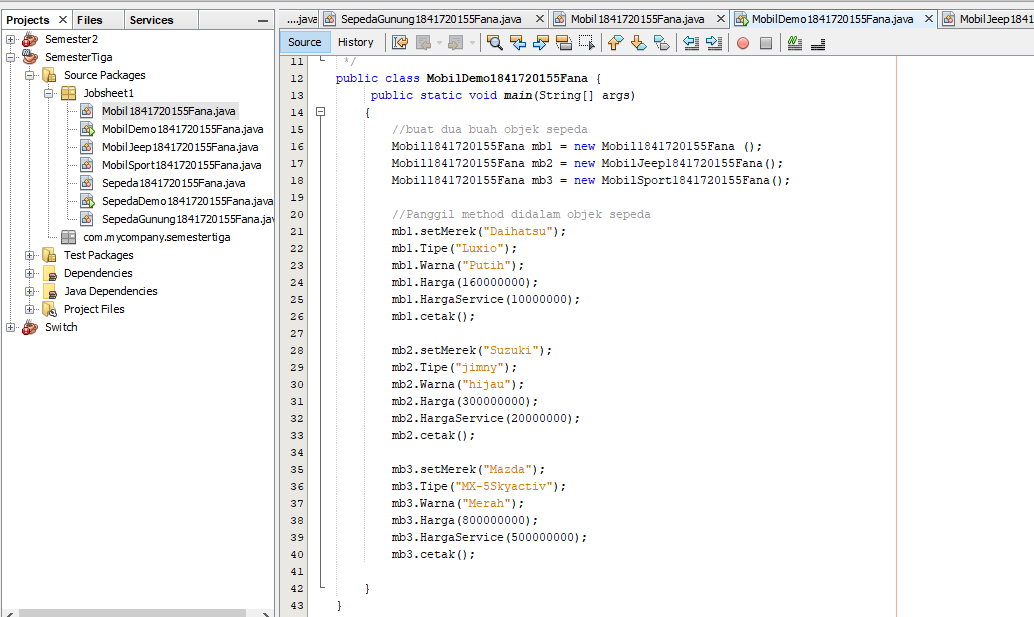 Projects
Files
Services
Semester2
SemesterTiga
Source Packages
Jobsheet1
Mobil1841720155Fana.java
MobilDemo1841720155Fana.java
MobilJeep1841720155Fana.java
MobilSport1841720155Fana.java
Sepeda1841720155Fana.java
SepedaDemo1841720155Fana.java
SepedaGunung1841720155Fana.jav
com.mycompany.semestertiga
Test Packages
Dependencies
Java Dependencies
Project Files
Switch
....java SepedaGunung1841720155Fana.java Mobil1841720155Fana.java MobilDemo1841720155Fana.java MobilJeep1841
Source History
11 */
12 public class MobilDemo1841720155Fana {
13 public static void main(String[] args)
14 {
15 //buat dua buah objek sepeda
16 Mobil1841720155Fana mb1 = new Mobil1841720155Fana ();
17 Mobil1841720155Fana mb2 = new MobilJeep1841720155Fana();
18 Mobil1841720155Fana mb3 = new MobilSport1841720155Fana();
19
20 //Panggil method didalam objek sepeda
21 mb1.setMerek("Daihatsu");
22 mb1.Tipe("Luxio");
23 mb1.Warna("Putih");
24 mb1.Harga(160000000);
25 mb1.HargaService(10000000);
26 mb1.cetak();
27
28 mb2.setMerek("Suzuki");
29 mb2.Tipe("jimny");
30 mb2.Warna("hijau");
31 mb2.Harga(300000000);
32 mb2.HargaService(20000000);
33 mb2.cetak();
34
35 mb3.setMerek("Mazda");
36 mb3.Tipe("MX-5Skyactiv");
37 mb3.Warna("Merah");
38 mb3.Harga(800000000);
39 mb3.HargaService(500000000);
40 mb3.cetak();
41
42 }
43 }